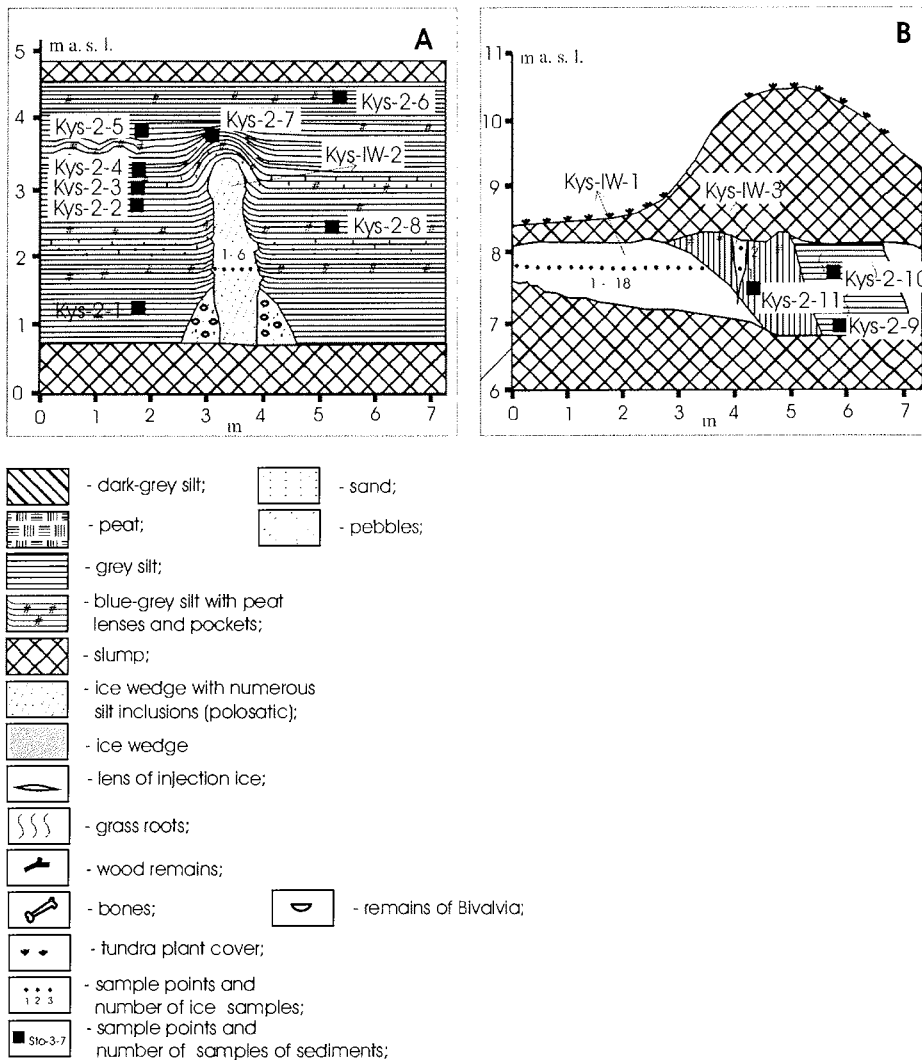 A
m a. s. l.
5
4
3
2
1
0
Kys-2-6
Kys-2-7
Kys-2-5
Kys-IW-2
Kys-2-4
Kys-2-3
Kys-2-2
Kys-2-8
1- 6
Kys-2-1
0 1 2 3 4 5 6 7
m
B
m a. s. l.
11
10
9
8
7
6
Kys-IW-1
Kys-IW-3
1 - 18
2
Kys-2-10
Kys-2-11
Kys-2-9
0 1 2 3 4 5 6 7
m
- dark-grey silt;
- sand;
- peat;
- pebbles;
- grey silt;
- blue-grey silt with peat
lenses and pockets;
- slump;
- ice wedge with numerous
silt inclusions (polosatic);
- ice wedge
- lens of injection ice;
- grass roots;
- wood remains;
- bones;
- remains of Bivalvia;
- tundra plant cover;
1 2 3
- sample points and
number of ice samples;
Sto-3-7
- sample points and
number of samples of sediments;